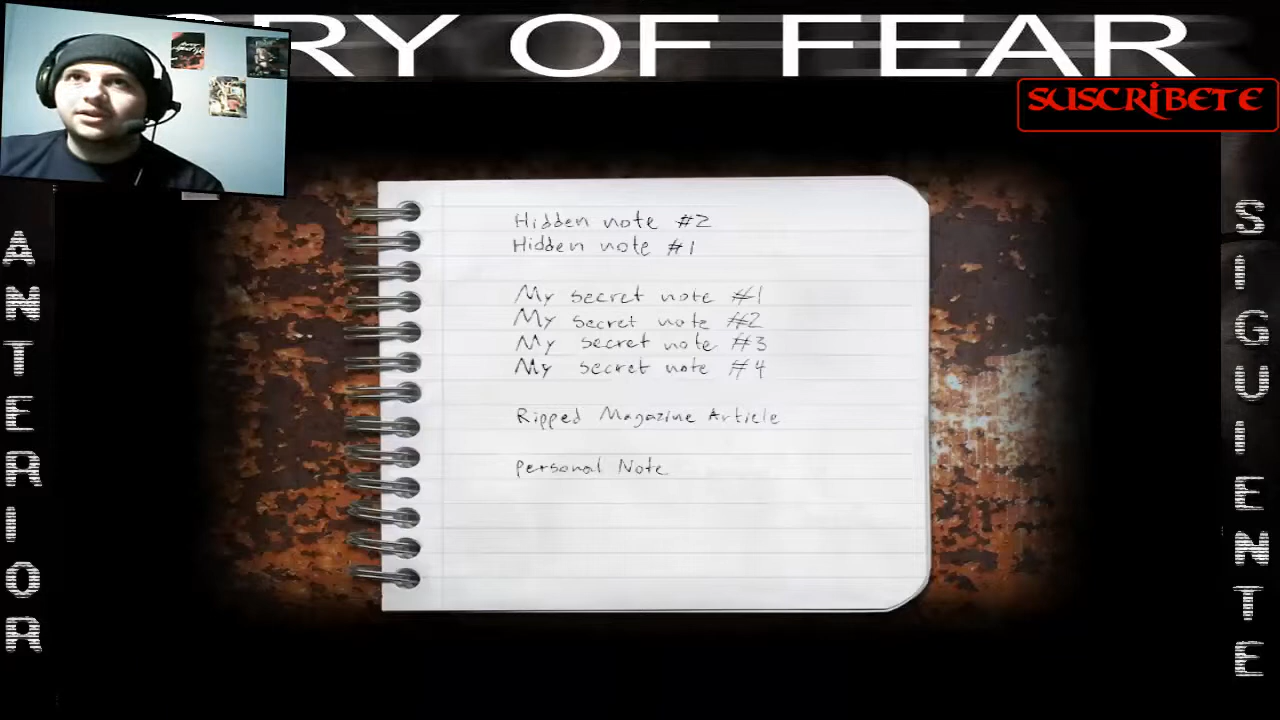 CRY OF FEAR
SUSCRIBETE
ANTERIOR
SIGUIENTE
Hidden note #2
Hidden note #1
My secret note #1
My secret note #2
My secret note #3
My secret note #4
Ripped Magazine Article
Personal Note